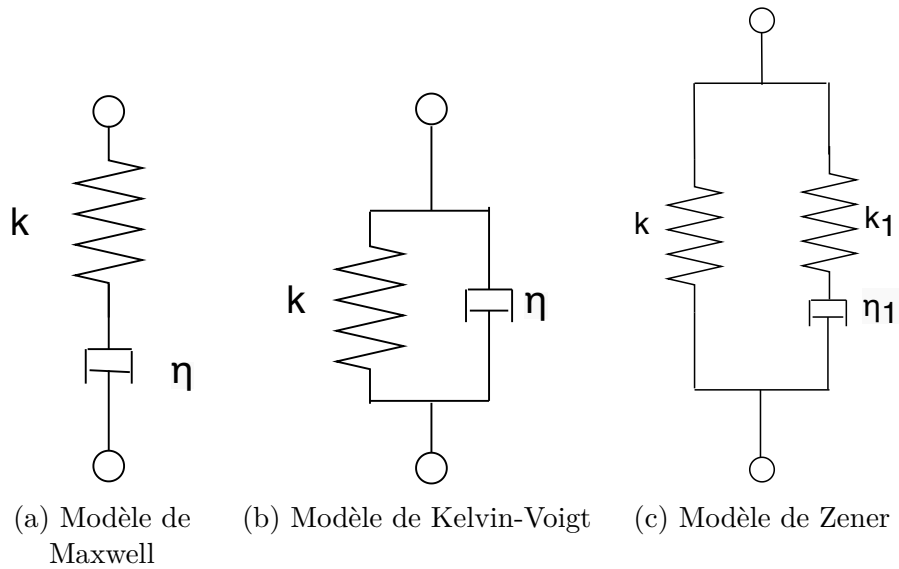 k
η
(a) Modèle de
Maxwell
k
η
(b) Modèle de Kelvin-Voigt
k
k1
η1
(c) Modèle de Zener